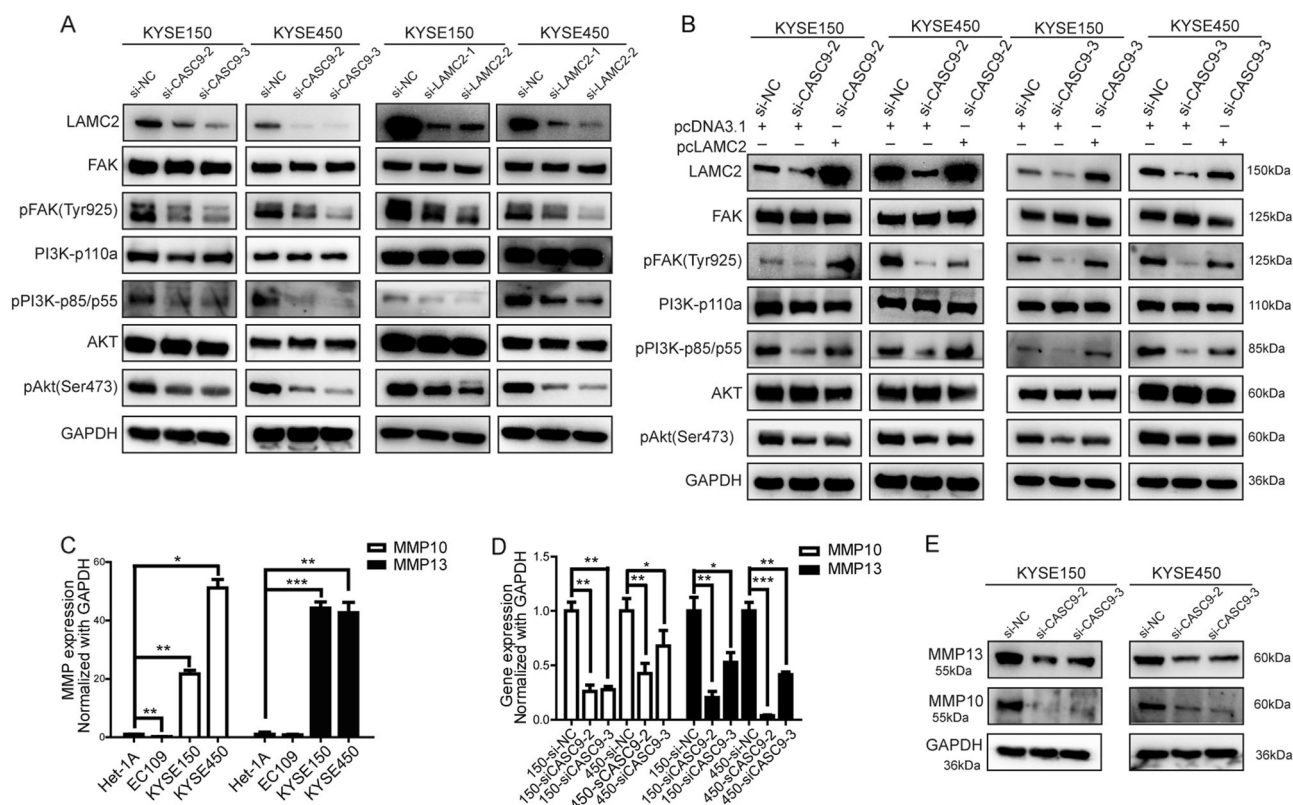 A
KYSE150 KYSE450 KYSE150 KYSE450
si-NC si-CASC9-2 si-CASC9-3 si-NC si-CASC9-2 si-CASC9-3 si-NC si-LAMC2-1 si-LAMC2-2 si-NC si-LAMC2-1 si-LAMC2-2
LAMC2
FAK
pFAK(Tyr925)
PI3K-p110a
pPI3K-p85/p55
AKT
pAkt(Ser473)
GAPDH
B
KYSE150 KYSE450 KYSE150 KYSE450
si-NC si-CASC9-2 si-CASC9-2 si-NC si-CASC9-2 si-CASC9-2 si-NC si-CASC9-3 si-CASC9-3 si-NC si-CASC9-3 si-CASC9-3
pcDNA3.1 + + − + + − + + − + + −
pcLAMC2 − − + − − + − − + − − +
LAMC2 150kDa
FAK 125kDa
pFAK(Tyr925) 125kDa
PI3K-p110a 110kDa
pPI3K-p85/p55 85kDa
AKT 60kDa
pAkt(Ser473) 60kDa
GAPDH 36kDa
C
MMP expression
Normalized with GAPDH
60
40
20
0
* ** ** *** **
MMP10
MMP13
Het-1A EC109 KYSE150 KYSE450 Het-1A EC109 KYSE150 KYSE450
D
Gene expression
Normalized with GAPDH
1.5
1.0
0.5
0.0
** ** * ** * ** ** ***
MMP10
MMP13
150-si-NC 150-siCASC9-2 150-siCASC9-3 450-si-NC 450-sCASC9-2 450-siCASC9-3 150-si-NC 150-siCASC9-2 150-siCASC9-3 450-si-NC 450-sCASC9-2 450-siCASC9-3
E
KYSE150 KYSE450
si-NC si-CASC9-2 si-CASC9-3 si-NC si-CASC9-2 si-CASC9-3
MMP13 60kDa
55kDa
MMP10 60kDa
55kDa
GAPDH 36kDa
36kDa